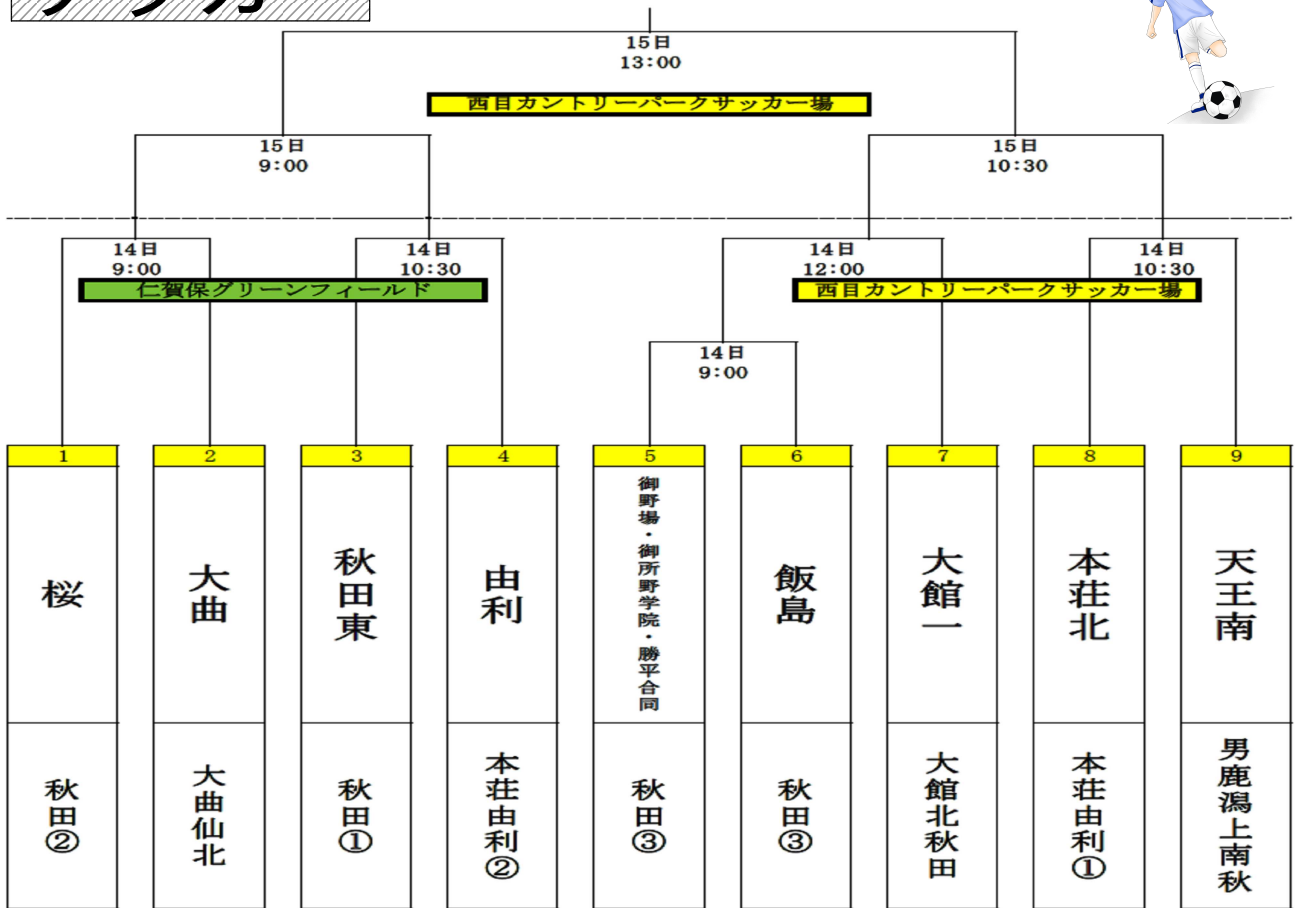 サッカー
15日
13:00
西目カントリーパークサッカー場
15日
9:00
15日
10:30
14日
9:00
14日
10:30
14日
12:00
14日
10:30
仁賀保グリーンフィールド
西目カントリーパークサッカー場
14日
9:00
1
2
3
4
5
6
7
8
9
桜
大曲
秋田東
由利
御野場・御所野学院・勝平合同
飯島
大館一
本荘北
天王南
秋田②
大曲仙北
秋田①
本荘由利②
秋田③
秋田③
大館北秋田
本荘由利①
男鹿潟上南秋